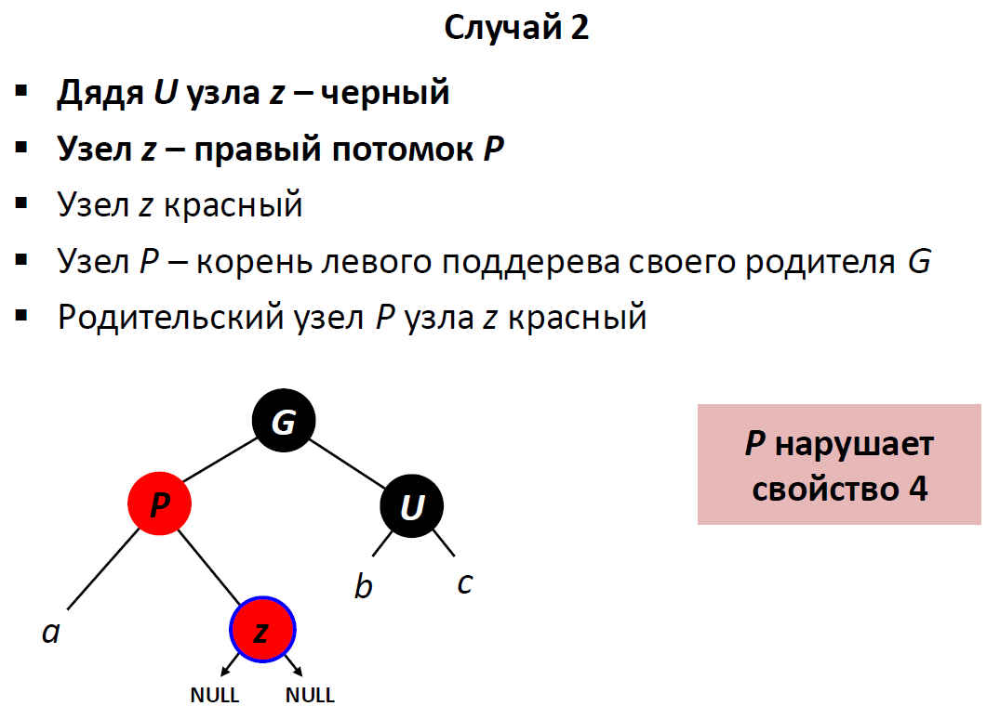 Случай 2
▪ Дядя U узла z – черный
▪ Узел z – правый потомок P
▪ Узел z красный
▪ Узел P – корень левого поддерева своего родителя G
▪ Родительский узел P узла z красный
G
P нарушает
свойство 4
P
U
b
c
a
z
NULL NULL